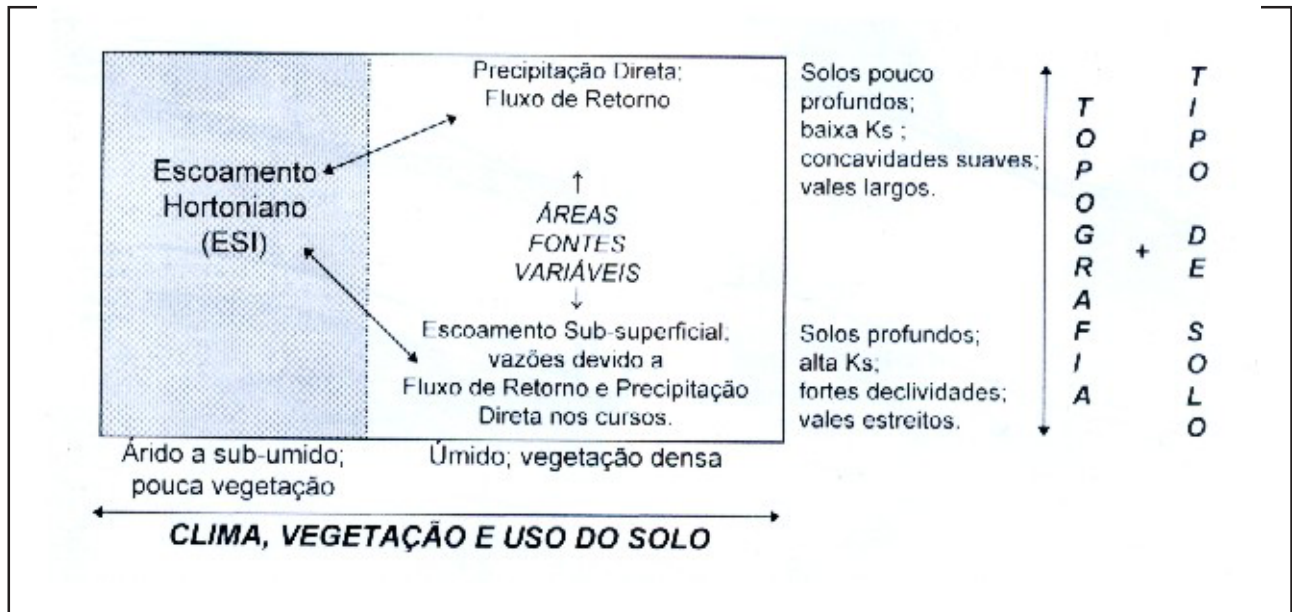 Precipitação Direta;
Fluxo de Retorno
Escoamento
Hortoniano
(ESI)
↑
ÁREAS
FONTES
VARIÁVEIS
↓
Escoamento Sub-superficial;
vazões devido a
Fluxo de Retorno e Precipitação
Direta nos cursos.
Solos pouco
profundos;
baixa Ks ;
concavidades suaves;
vales largos.
Solos profundos;
alta Ks;
fortes declividades;
vales estreitos.
TOPOGRAFIA
+
TIPO DE SOLO
Árido a sub-umido;
pouca vegetação
Úmido; vegetação densa
CLIMA, VEGETAÇÃO E USO DO SOLO